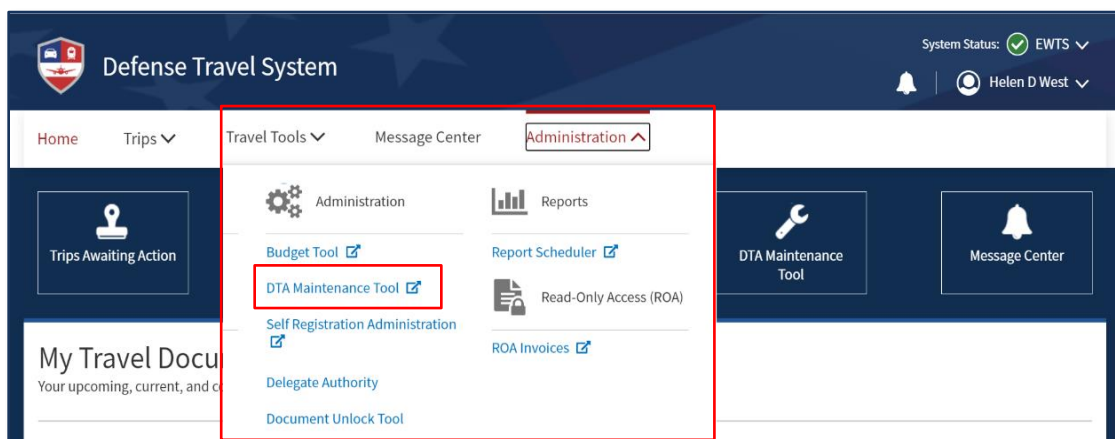 System Status: EWTS
Defense Travel System
Helen D West
Home Trips Travel Tools Message Center Administration
Administration Reports
Trips Awaiting Action
Budget Tool
Report Scheduler
DTA Maintenance
Tool
Message Center
DTA Maintenance Tool
Read-Only Access (ROA)
Self Registration Administration
ROA Invoices
My Travel Docu
Your upcoming, current, and c
Delegate Authority
Document Unlock Tool